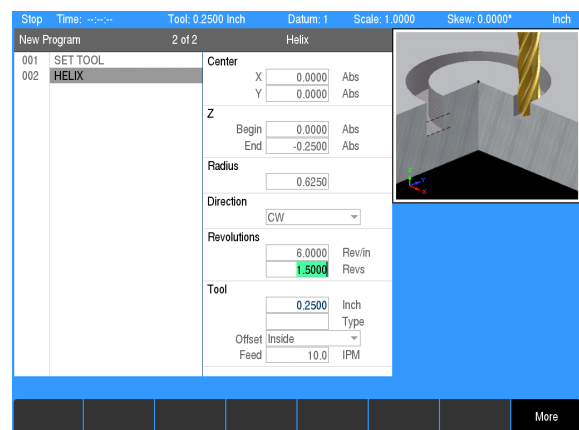 Stop Time: --:--:-- Tool: 0.2500 Inch Datum: 1 Scale: 1.0000 Skew: 0.0000° Inch
New Program 2 of 2 Helix
001 SET TOOL
002 HELIX
Center
X 0.0000 Abs
Y 0.0000 Abs
Z
Begin 0.0000 Abs
End -0.2500 Abs
Radius
0.6250
Direction
CW
Revolutions
6.0000 Rev/in
1.5000 Revs
Tool
0.2500 Inch
Type
Offset Inside
Feed 10.0 IPM
Z
Y
X
More